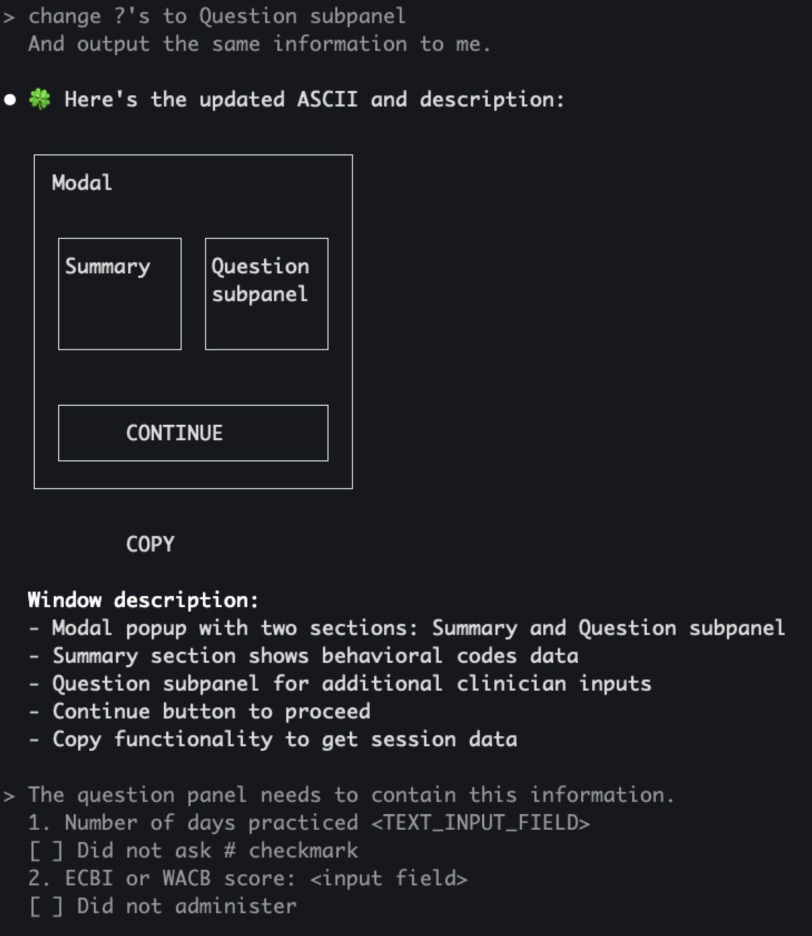 > change ?'s to Question subpanel
And output the same information to me.
● 🍀 Here's the updated ASCII and description:
Modal
Summary Question
subpanel
CONTINUE
COPY
Window description:
- Modal popup with two sections: Summary and Question subpanel
- Summary section shows behavioral codes data
- Question subpanel for additional clinician inputs
- Continue button to proceed
- Copy functionality to get session data
> The question panel needs to contain this information.
1. Number of days practiced <TEXT_INPUT_FIELD>
[ ] Did not ask # checkmark
2. ECBI or WACB score: <input field>
[ ] Did not administer